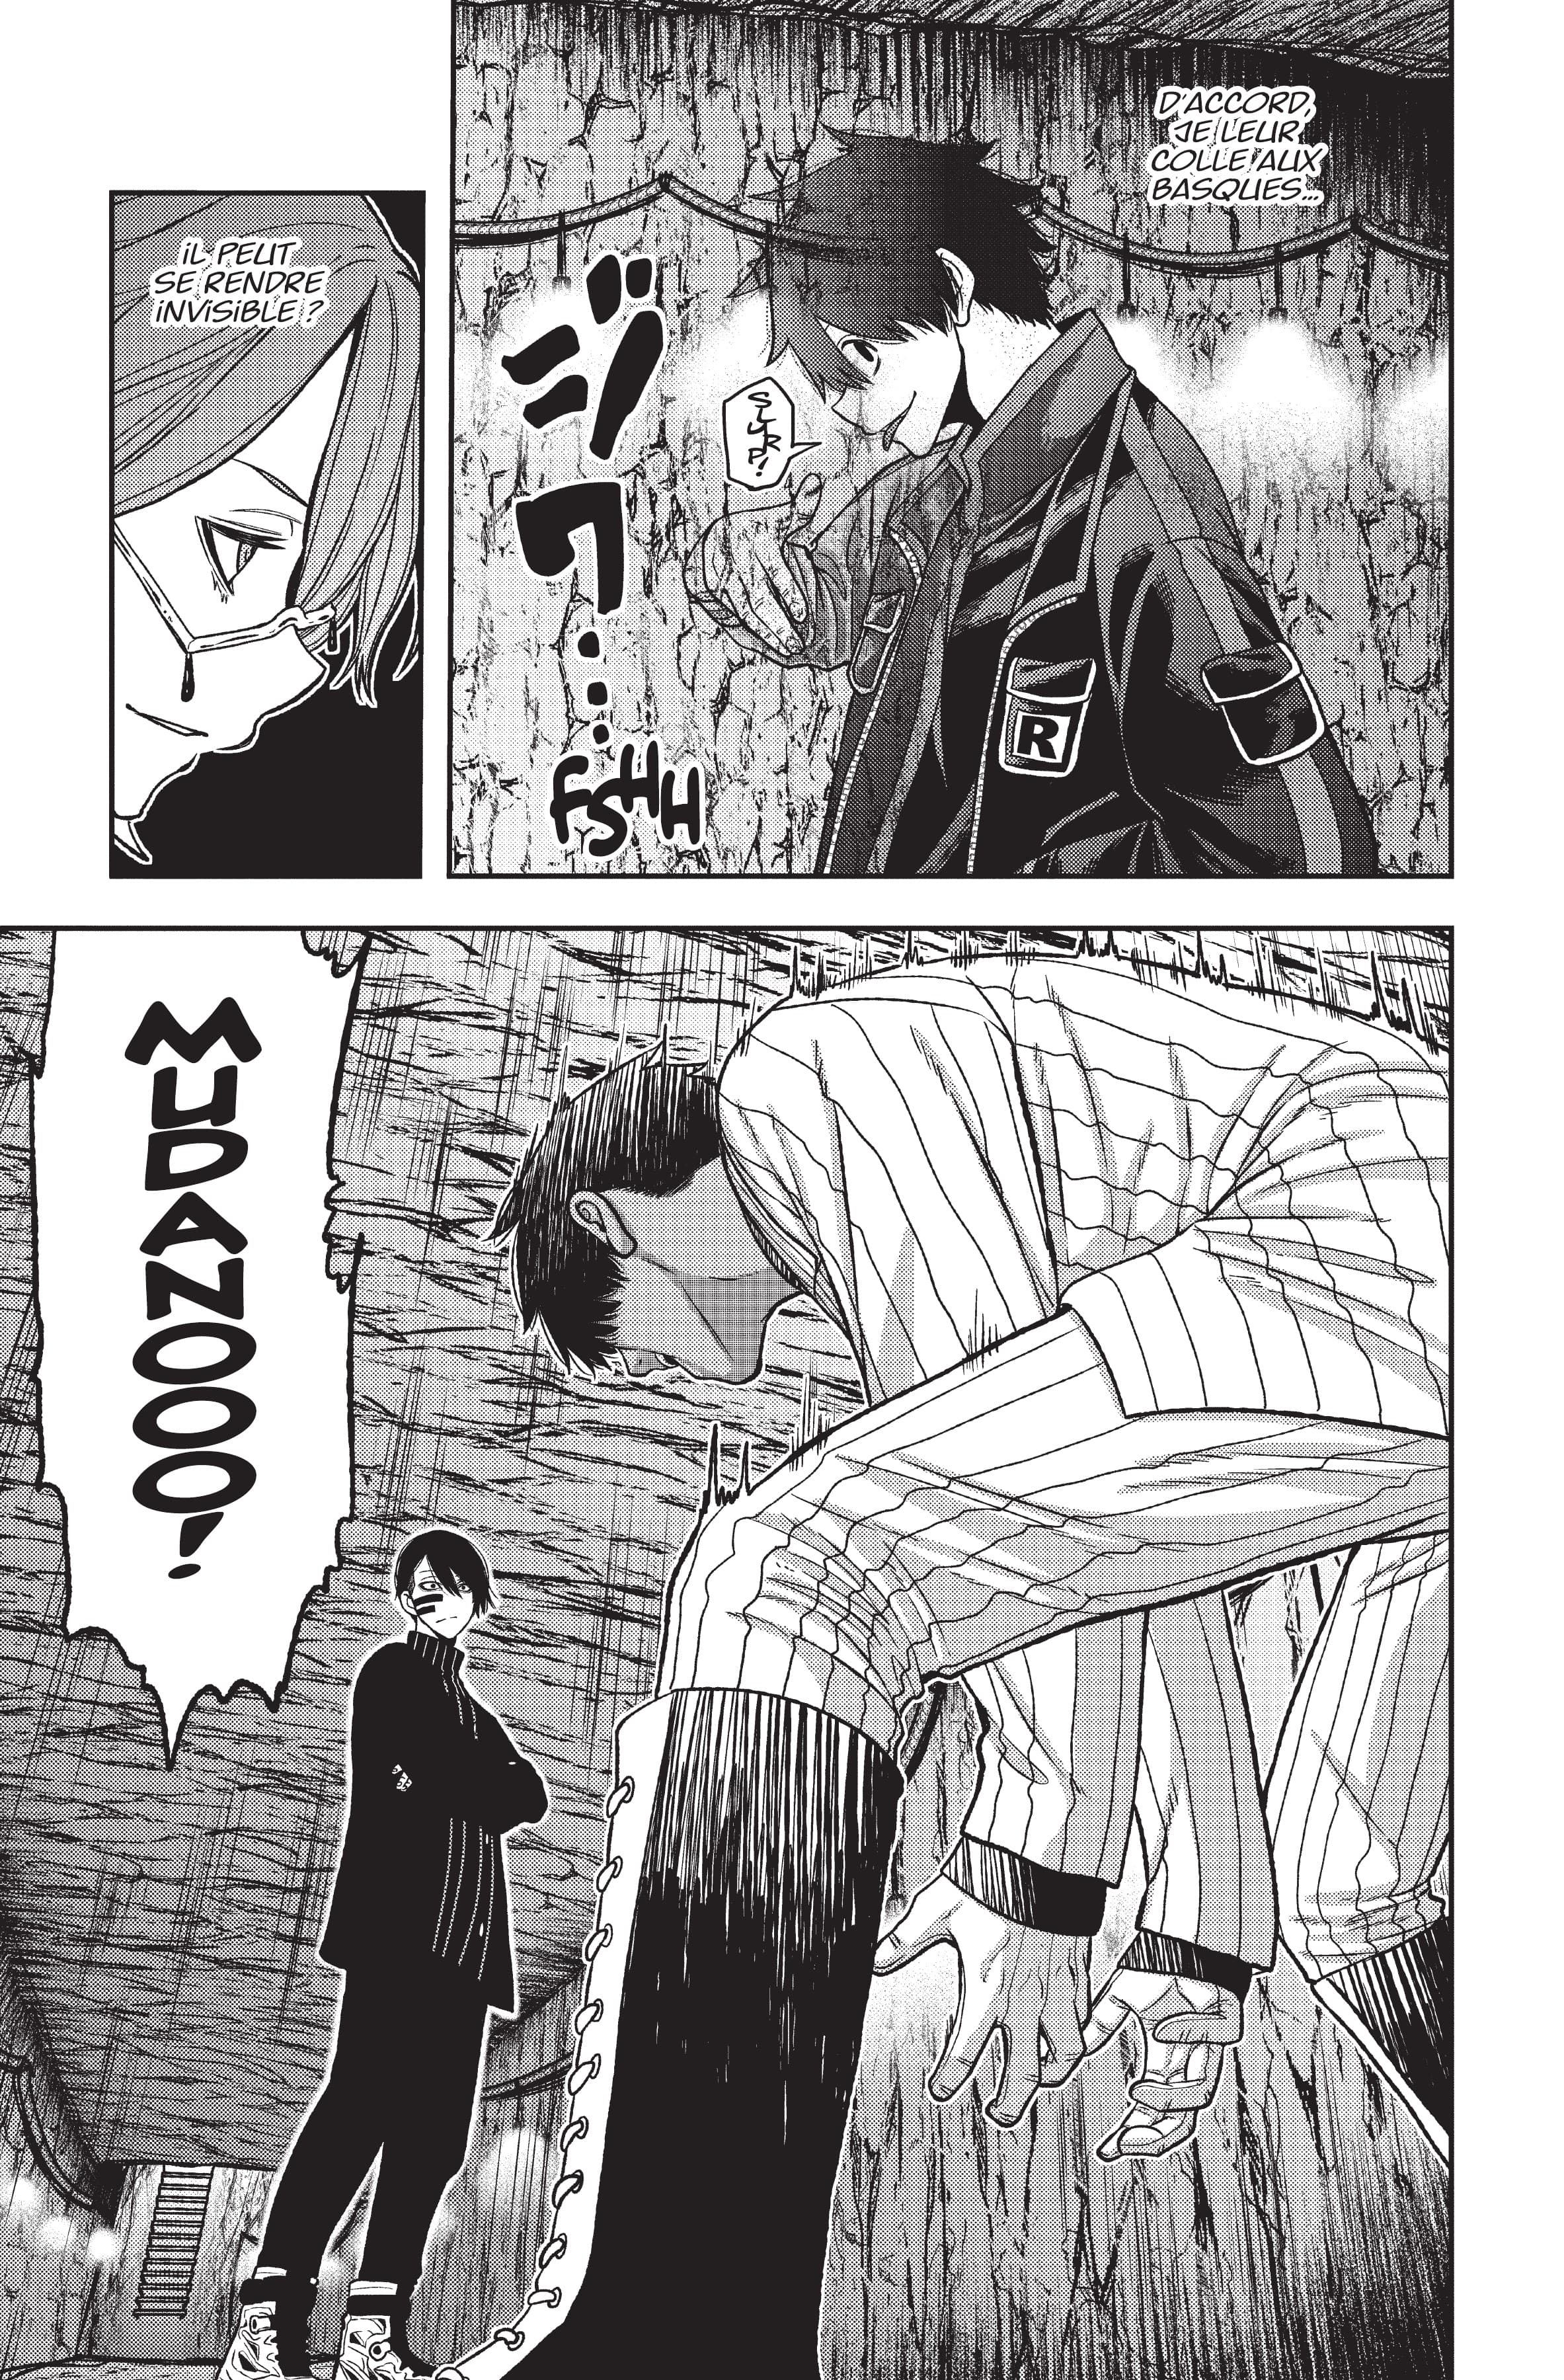 D'ACCORD,
JE LEUR
COLLE AUX
BASQUES...
SLURP!
ジワ.....
FSHH
R
iL PEUT
SE RENDRE
iNViSiBLE ?
MUDANOOO!